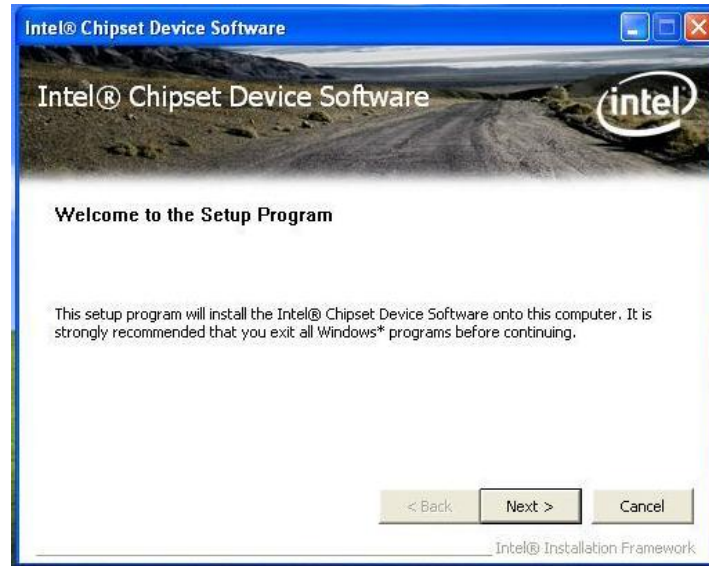 Intel® Chipset Device Software
Intel® Chipset Device Software
intel
Welcome to the Setup Program
This setup program will install the Intel® Chipset Device Software onto this computer. It is
strongly recommended that you exit all Windows* programs before continuing.
< Back Next > Cancel
Intel® Installation Framework